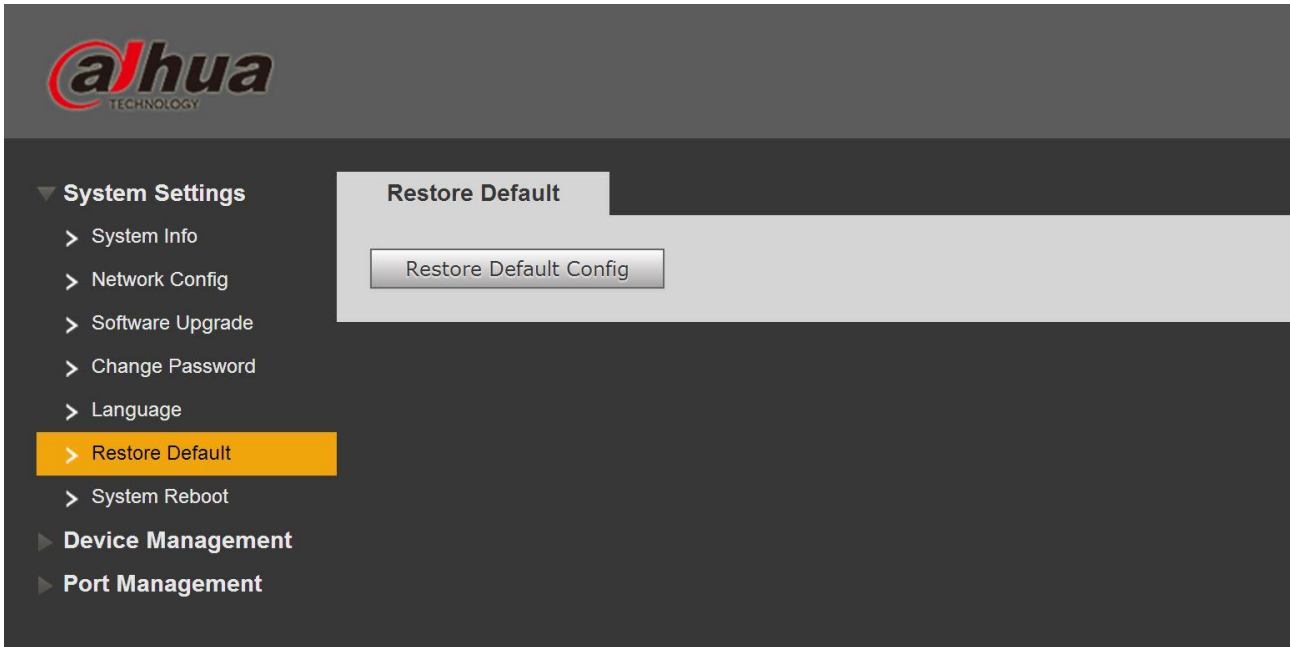 alhua
TECHNOLOGY
System Settings
System Info
Network Config
Software Upgrade
Change Password
Language
Restore Default
System Reboot
Device Management
Port Management
Restore Default
Restore Default Config